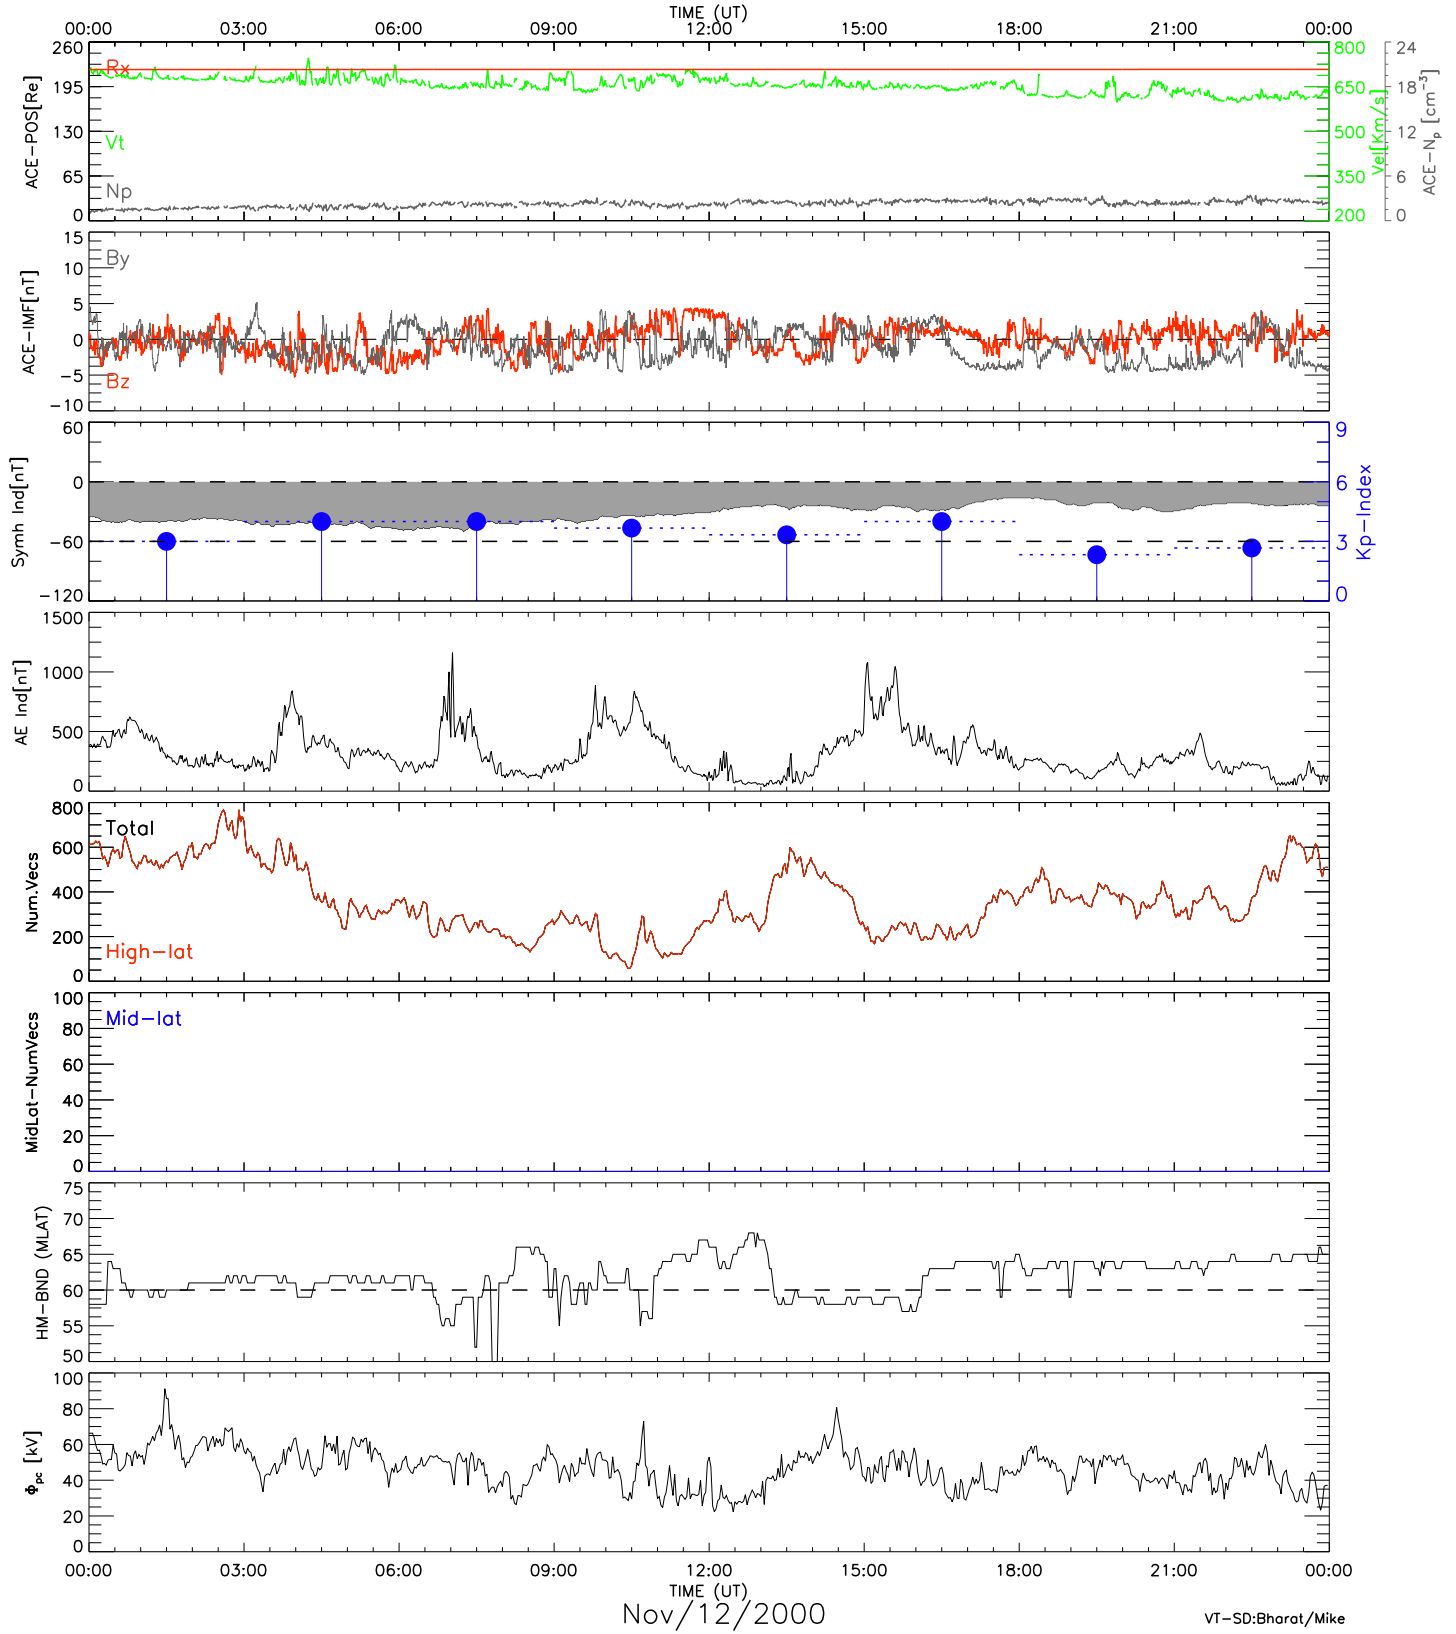 TIME (UT)
00:00 03:00 06:00 09:00 12:00 15:00 18:00 21:00 00:00
ACE-POS[Re]
260
195
130
65
0
Rx
Vt
Np
800
650
500
350
200
Vel[Km/s]
24
18
12
6
0
ACE-Np [cm⁻³]
ACE-IMF[nT]
15
10
5
0
-5
-10
By
Bz
Symh Ind[nT]
60
0
-60
-120
9
6
3
0
Kp-Index
AE Ind[nT]
1500
1000
500
0
Num.Vecs
800
600
400
200
0
Total
High-lat
MidLat-NumVecs
100
80
60
40
20
0
Mid-lat
HM-BND (MLAT)
75
70
65
60
55
50
Φpc [kV]
100
80
60
40
20
0
00:00 03:00 06:00 09:00 12:00 15:00 18:00 21:00 00:00
TIME (UT)
Nov/12/2000
VT-SD:Bharat/Mike